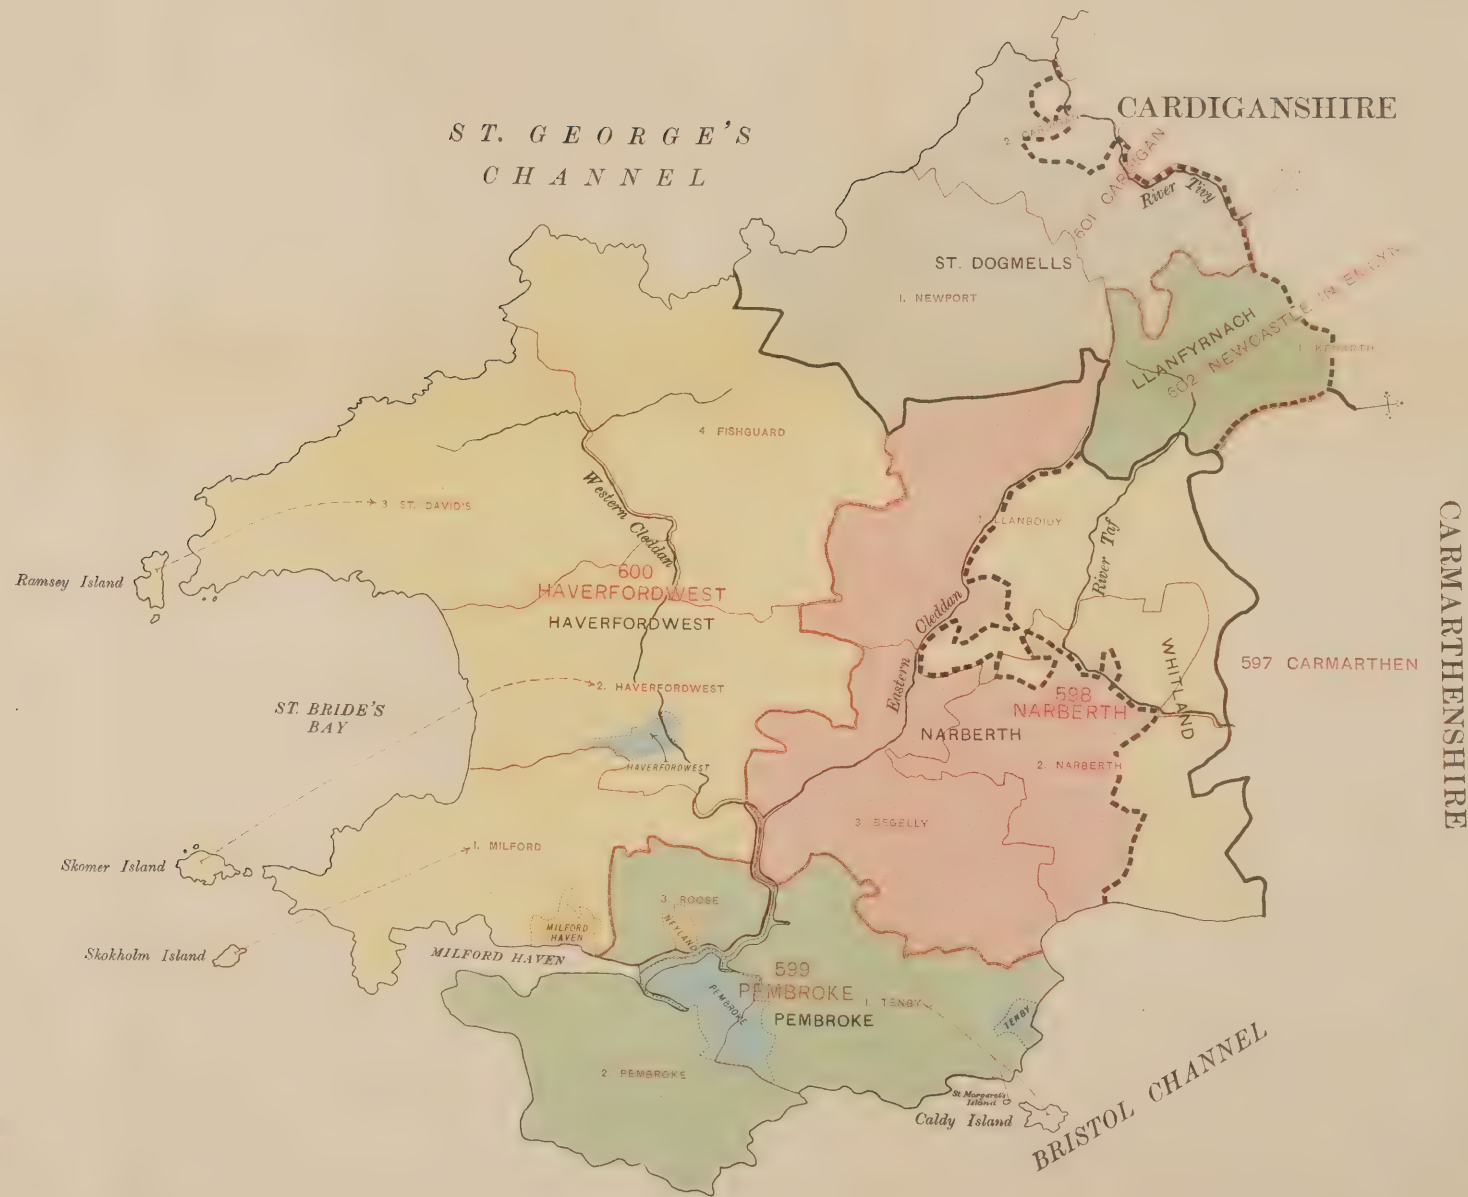 ST. GEORGE'S
CHANNEL
CARDIGANSHIRE
2. CARDIGAN
601 CARDIGAN
River Tivy
ST. DOGMELLS
1. NEWPORT
LLANFYRNACH
602 NEWCASTLE IN EMLYN
1. KENARTH
4 FISHGUARD
Western Cleddau
3 ST. DAVID'S
Ramsey Island
600
HAVERFORDWEST
HAVERFORDWEST
LLANBOIDY
River Taf
Eastern Cleddau
WHITLAND
597 CARMARTHEN
CARMARTHENSHIRE
2. HAVERFORDWEST
ST. BRIDE'S
BAY
HAVERFORDWEST
598
NARBERTH
NARBERTH
2. NARBERTH
3. EGGELLY
1. MILFORD
Skomer Island
Skokholm Island
3. ROOSE
NEYLAND
MILFORD
HAVEN
MILFORD HAVEN
599
PEMBROKE
PEMBROKE
PEMBROKE
1. TENBY
TENBY
2. PEMBROKE
St Margaret's
Island
Caldy Island
BRISTOL CHANNEL